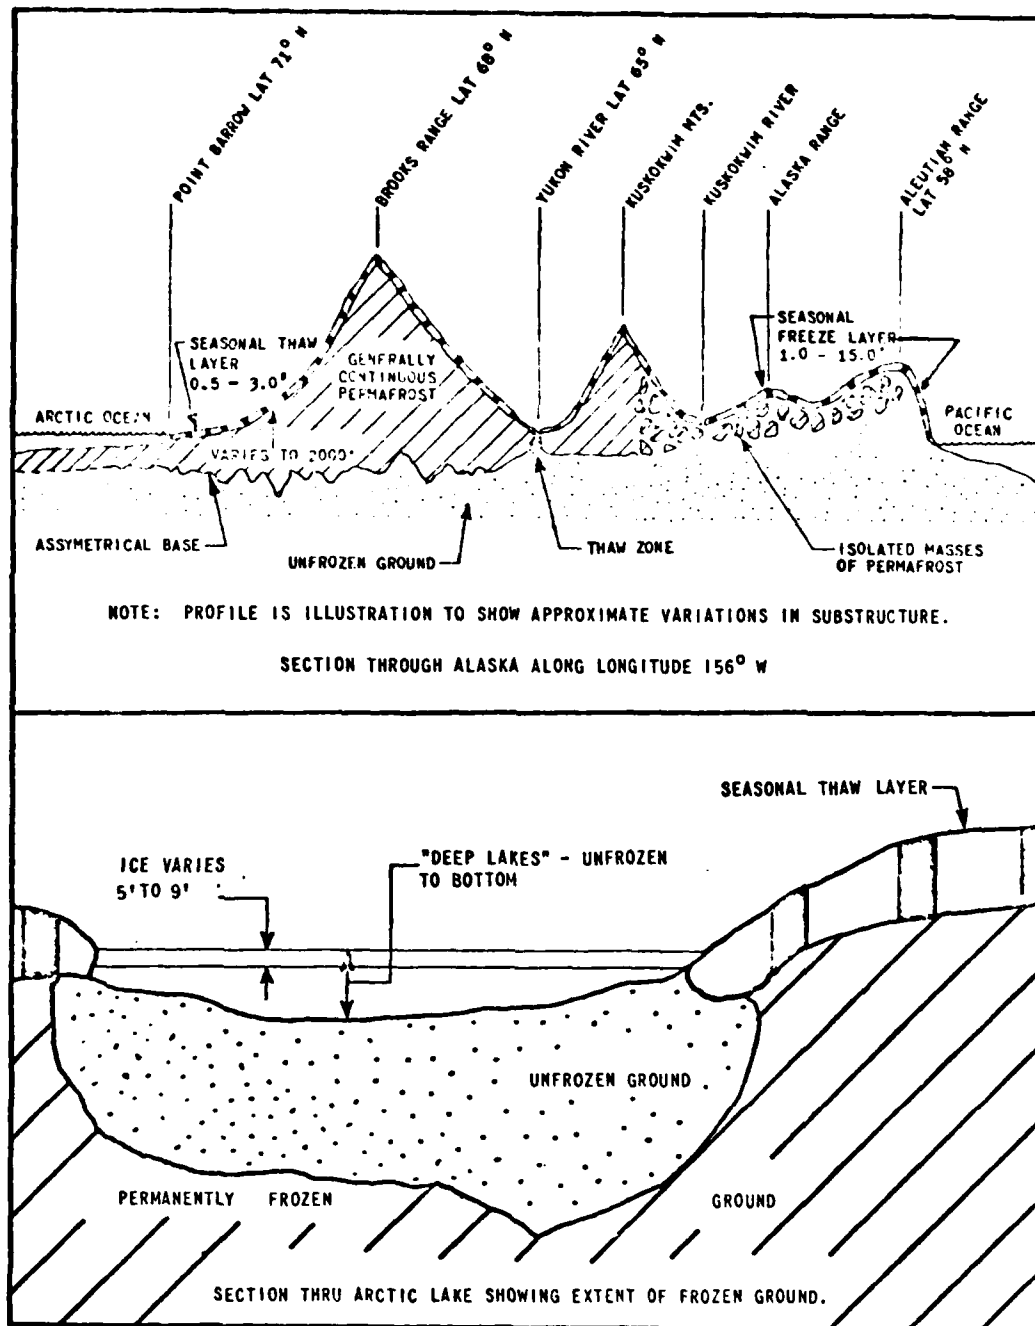 POINT BARROW LAT 71° N
BROOKS RANGE LAT 68° N
YUKON RIVER LAT 65° N
KUSKOKWIM MTS.
KUSKOKWIM RIVER
ALASKA RANGE
ALEUTIAN RANGE
LAT 58° N
SEASONAL THAW
LAYER
0.5 - 3.0'
GENERALLY
CONTINUOUS
PERMAFROST
SEASONAL
FREEZE LAYER
1.0 - 15.0'
ARCTIC OCEAN
PACIFIC
OCEAN
VARIES TO 2000'
ASSYMETRICAL BASE
UNFROZEN GROUND
THAW ZONE
ISOLATED MASSES
OF PERMAFROST
NOTE: PROFILE IS ILLUSTRATION TO SHOW APPROXIMATE VARIATIONS IN SUBSTRUCTURE.
SECTION THROUGH ALASKA ALONG LONGITUDE 156° W
SEASONAL THAW LAYER
ICE VARIES
5' TO 9'
"DEEP LAKES" - UNFROZEN
TO BOTTOM
UNFROZEN GROUND
PERMANENTLY FROZEN GROUND
SECTION THRU ARCTIC LAKE SHOWING EXTENT OF FROZEN GROUND.